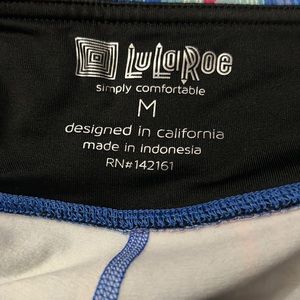 LuLaRoe
simply comfortable
M
designed in california
made in indonesia
RN#142161